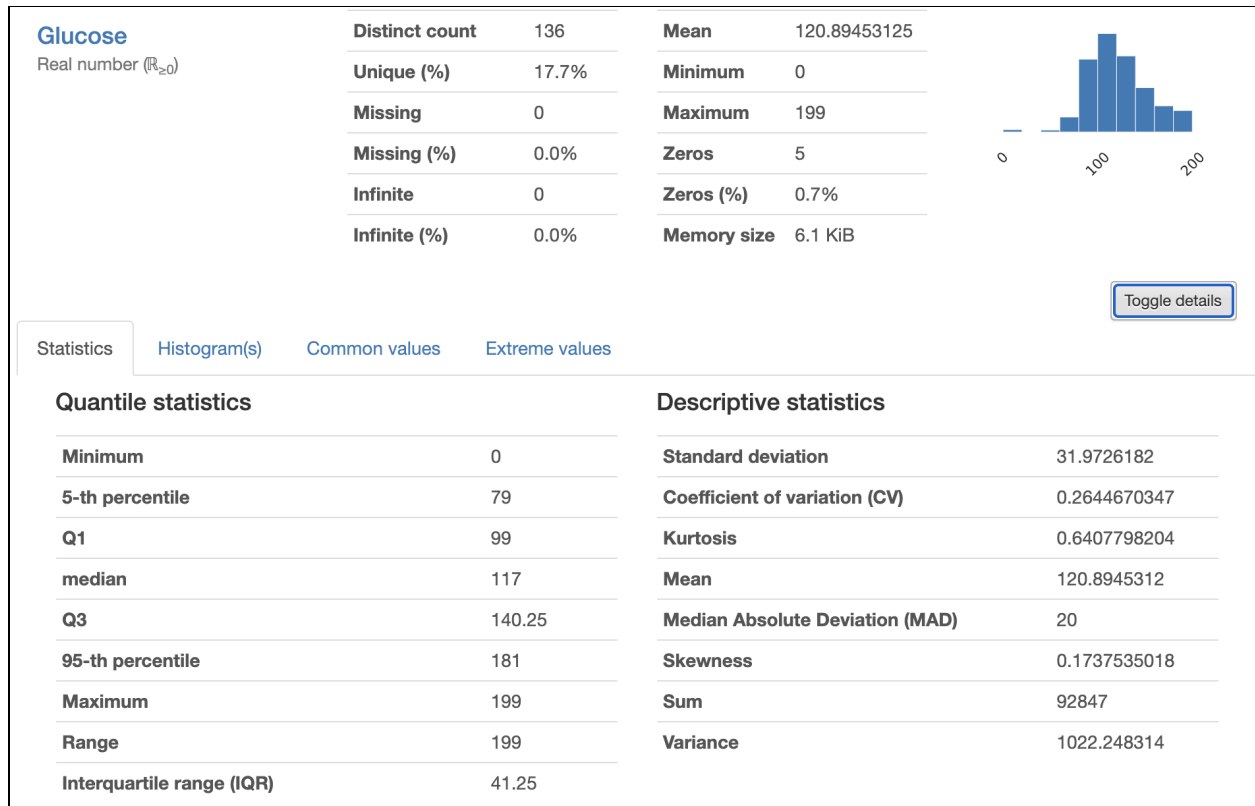 Glucose
Real number (ℝ≥0)
Distinct count 136
Unique (%) 17.7%
Missing 0
Missing (%) 0.0%
Infinite 0
Infinite (%) 0.0%
Mean 120.89453125
Minimum 0
Maximum 199
Zeros 5
Zeros (%) 0.7%
Memory size 6.1 KiB
0 100 200
Toggle details
Statistics Histogram(s) Common values Extreme values
Quantile statistics
Minimum 0
5-th percentile 79
Q1 99
median 117
Q3 140.25
95-th percentile 181
Maximum 199
Range 199
Interquartile range (IQR) 41.25
Descriptive statistics
Standard deviation 31.9726182
Coefficient of variation (CV) 0.2644670347
Kurtosis 0.6407798204
Mean 120.8945312
Median Absolute Deviation (MAD) 20
Skewness 0.1737535018
Sum 92847
Variance 1022.248314